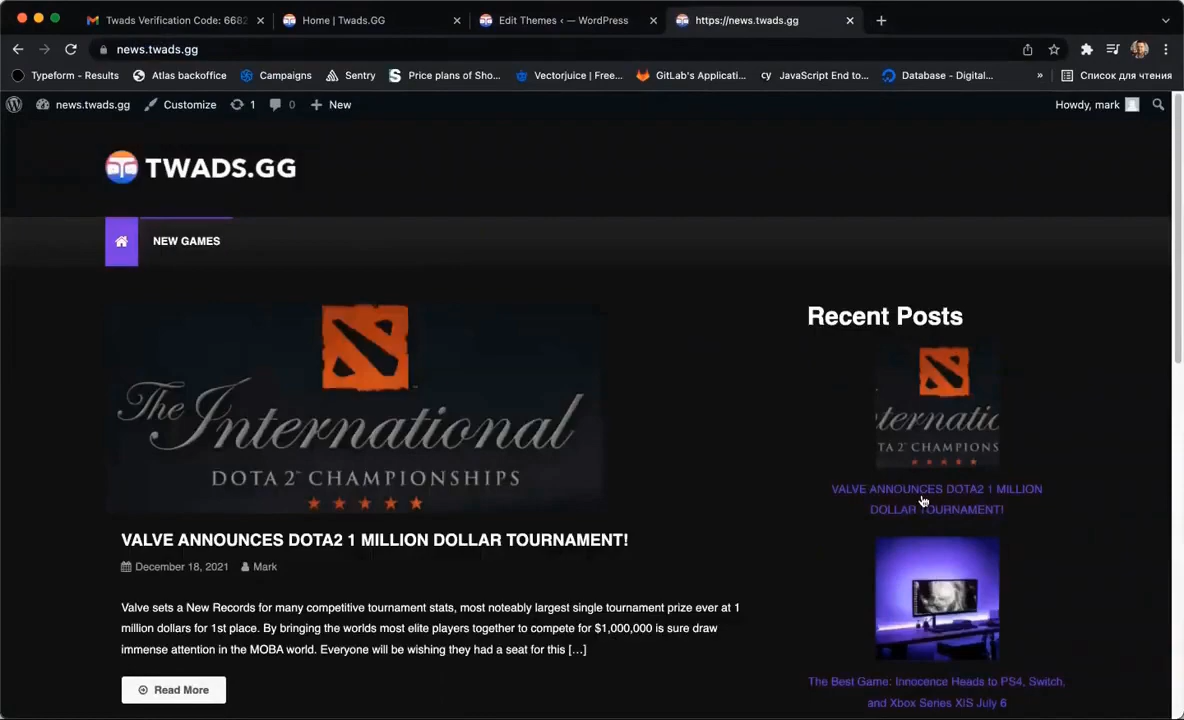 Twads Verification Code: 6682
Home | Twads.GG
Edit Themes ‹ — WordPress
https://news.twads.gg
news.twads.gg
Typeform - Results
Atlas backoffice
Campaigns
Sentry
Price plans of Sho...
Vectorjuice | Free...
GitLab's Applicati...
cy JavaScript End to...
Database - Digital...
»
Список для чтения
news.twads.gg
Customize
1
0
New
Howdy, mark
TWADS.GG
NEW GAMES
The International
DOTA 2™ CHAMPIONSHIPS
VALVE ANNOUNCES DOTA2 1 MILLION DOLLAR TOURNAMENT!
December 18, 2021 Mark
Valve sets a New Records for many competitive tournament stats, most noteably largest single tournament prize ever at 1
million dollars for 1st place. By bringing the worlds most elite players together to compete for $1,000,000 is sure draw
immense attention in the MOBA world. Everyone will be wishing they had a seat for this […]
Read More
Recent Posts
ternatic
TA 2™ CHAMPIONS
VALVE ANNOUNCES DOTA2 1 MILLION
DOLLAR TOURNAMENT!
The Best Game: Innocence Heads to PS4, Switch,
and Xbox Series XIS July 6